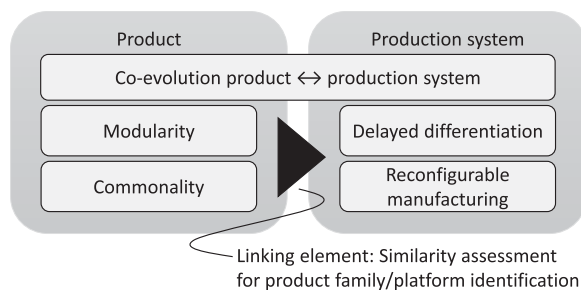 Product
Production system
Co-evolution product ↔ production system
Modularity
Delayed differentiation
Commonality
Reconfigurable
manufacturing
Linking element: Similarity assessment
for product family/platform identification